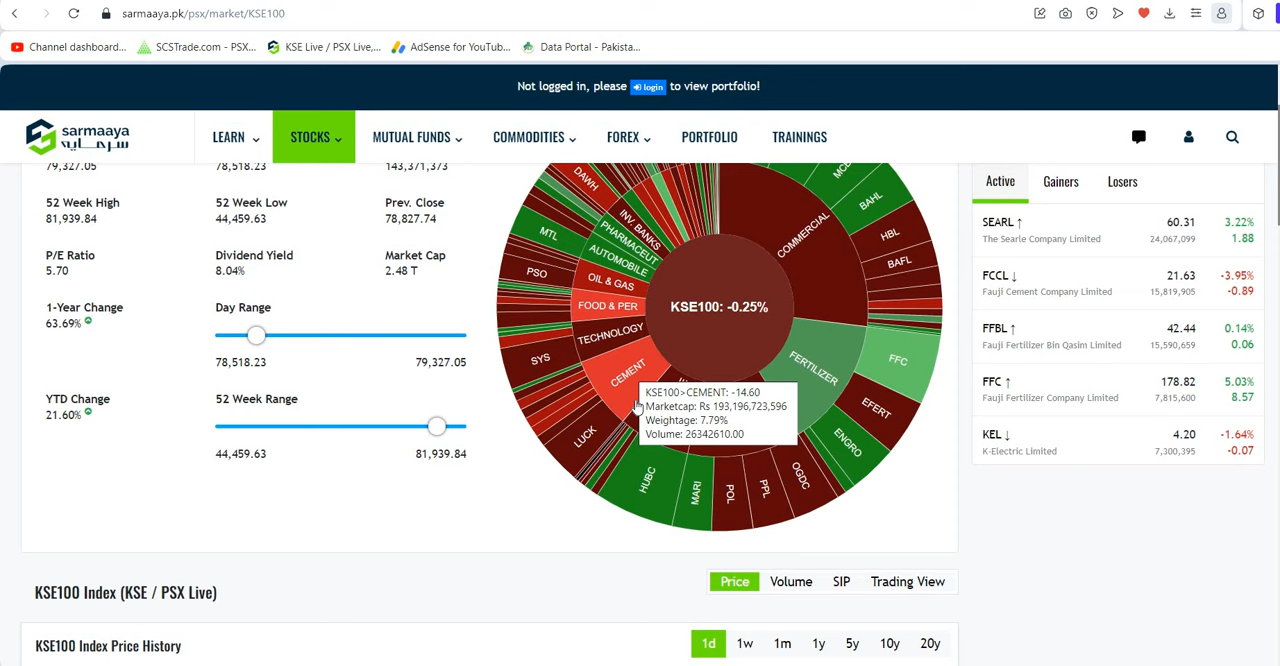 sarmaaya.pk/psx/market/KSE100
Channel dashboard...
SCSTrade.com - PSX...
KSE Live / PSX Live,...
AdSense for YouTub...
Data Portal - Pakista...
Not logged in, please login to view portfolio!
sarmaaya
سرمایہ
LEARN
STOCKS
MUTUAL FUNDS
COMMODITIES
FOREX
PORTFOLIO
TRAININGS
79,327.05
78,518.23
143,371,373
52 Week High
52 Week Low
Prev. Close
81,939.84
44,459.63
78,827.74
P/E Ratio
Dividend Yield
Market Cap
5.70
8.04%
2.48 T
1-Year Change
Day Range
63.69%
78,518.23
79,327.05
YTD Change
52 Week Range
21.60%
44,459.63
81,939.84
KSE100: -0.25%
COMMERCIAL
FERTILIZER
CEMENT
TECHNOLOGY
FOOD & PER
OIL & GAS
AUTOMOBILE
PHARMACEUT
INV. BANKS
MCB
BAHL
HBL
BAFL
FFC
EFERT
ENGRO
OGDC
PPL
POL
MARI
HUBC
LUCK
SYS
PSO
MTL
DAWH
KSE100>CEMENT: -14.60
Marketcap: Rs 193,196,723,596
Weightage: 7.79%
Volume: 26342610.00
Active
Gainers
Losers
SEARL ↑ 60.31 3.22%
The Searle Company Limited 24,067,099 1.88
FCCL ↓ 21.63 -3.95%
Fauji Cement Company Limited 15,819,905 -0.89
FFBL ↑ 42.44 0.14%
Fauji Fertilizer Bin Qasim Limited 15,590,659 0.06
FFC ↑ 178.82 5.03%
Fauji Fertilizer Company Limited 7,815,600 8.57
KEL ↓ 4.20 -1.64%
K-Electric Limited 7,300,395 -0.07
KSE100 Index (KSE / PSX Live)
Price
Volume
SIP
Trading View
KSE100 Index Price History
1d
1w
1m
1y
5y
10y
20y